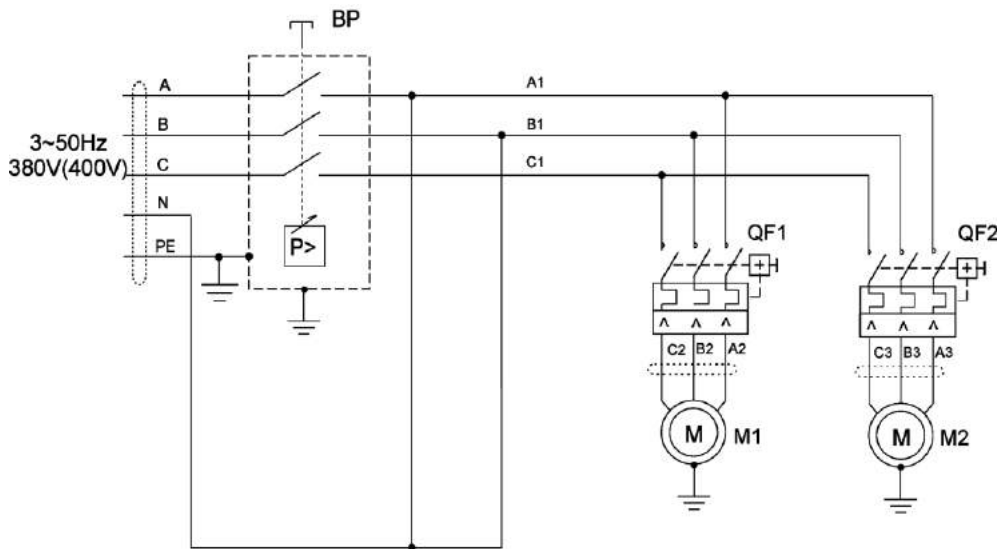 BP
A
A1
B
B1
3~50Hz
380V(400V)
C
C1
N
PE
P>
QF1
QF2
C2 B2 A2
C3 B3 A3
M
M1
M
M2